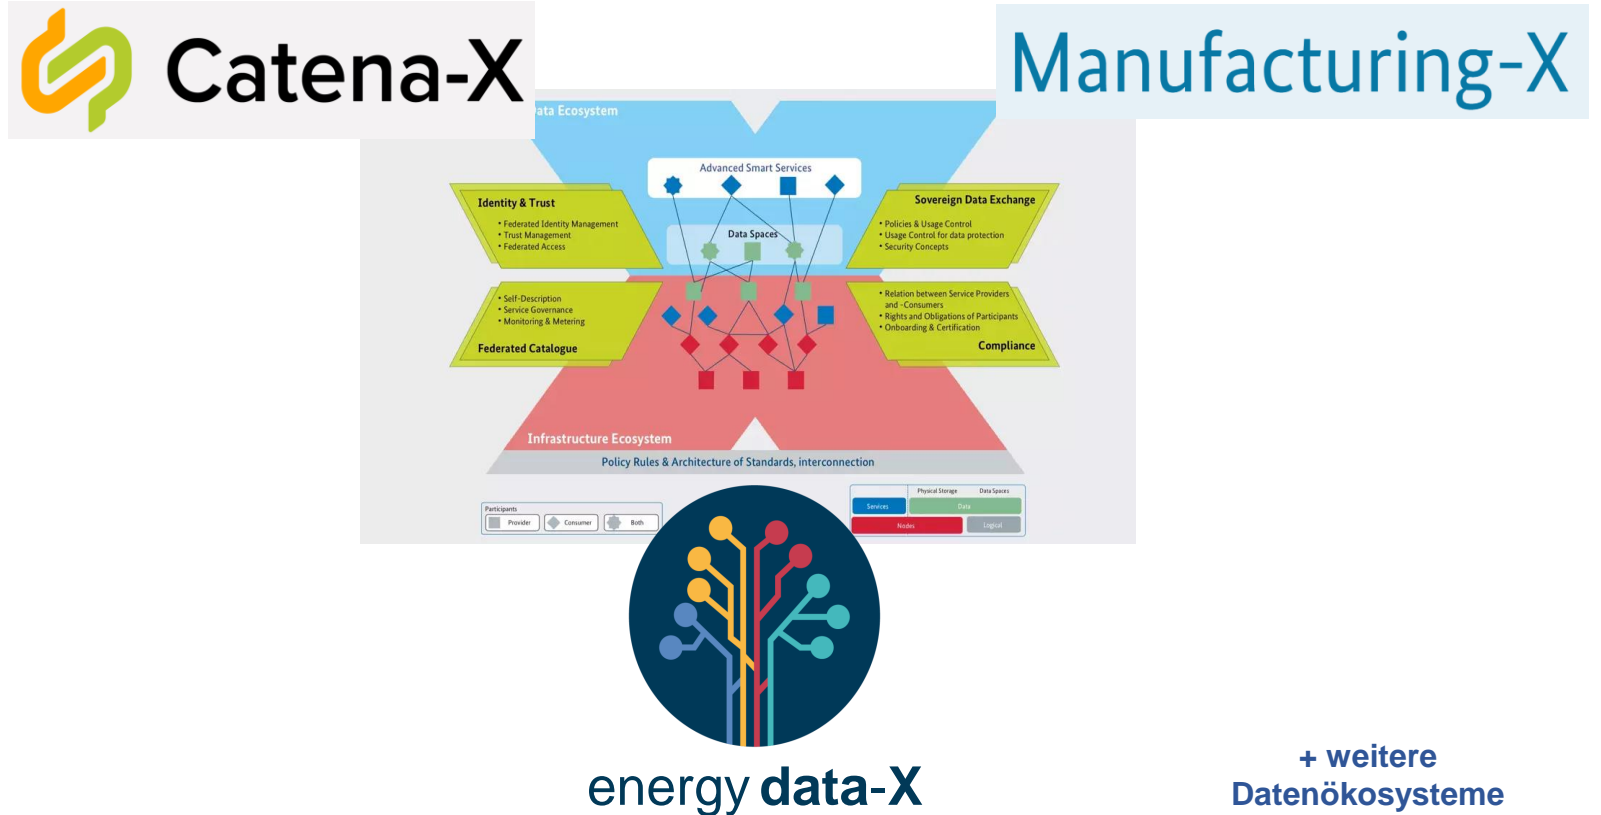 Catena-X
Manufacturing-X
ata Ecosystem
Advanced Smart Services
Data Spaces
Identity & Trust
• Federated Identity Management
• Trust Management
• Federated Access
Sovereign Data Exchange
• Policies & Usage Control
• Usage Control for data protection
• Security Concepts
• Self-Description
• Service Governance
• Monitoring & Metering
Federated Catalogue
• Relation between Service Providers
and -Consumers
• Rights and Obligations of Participants
• Onboarding & Certification
Compliance
Infrastructure Ecosystem
Policy Rules & Architecture of Standards, interconnection
Participants
Provider
Consumer
Both
Physical Storage
Data Spaces
Services
Data
Nodes
Logical
energy data-X
+ weitere
Datenökosysteme